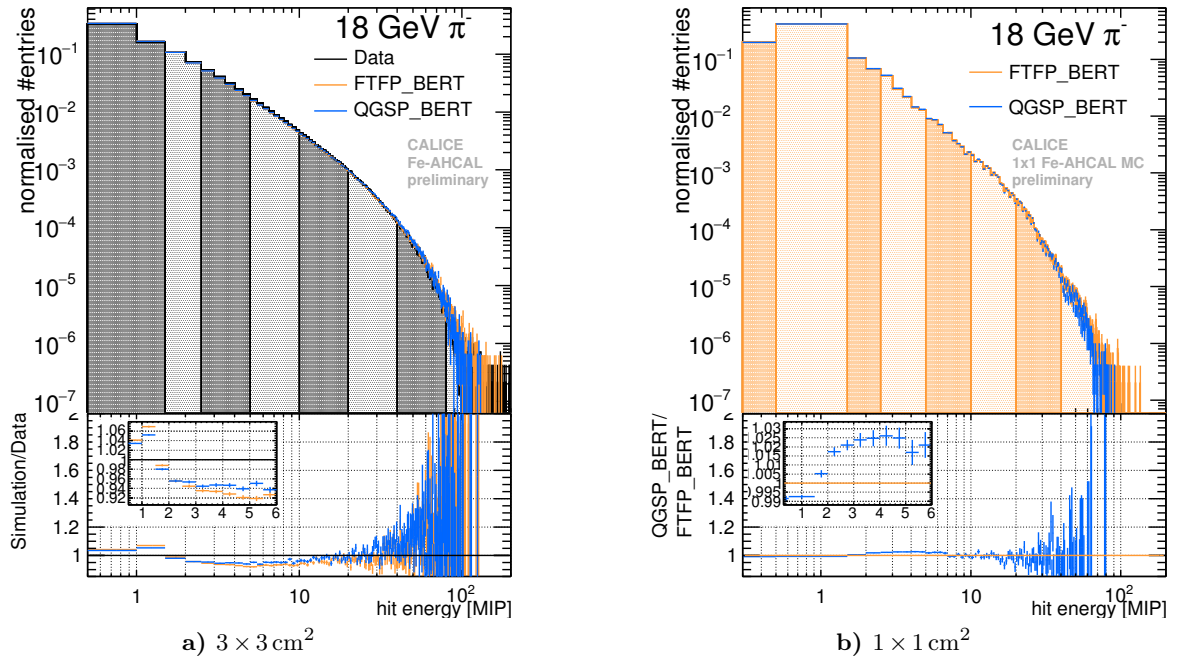 18 GeV π⁻
Data
FTFP_BERT
QGSP_BERT
CALICE
Fe-AHCAL
preliminary
normalised #entries
10⁻¹
10⁻²
10⁻³
10⁻⁴
10⁻⁵
10⁻⁶
10⁻⁷
Simulation/Data
2
1.8
1.6
1.4
1.2
1
1.06
1.04
1.02
1.00
0.98
0.96
0.94
0.92
1 2 3 4 5 6
1 10 10²
hit energy [MIP]
a) 3 × 3 cm²
18 GeV π⁻
FTFP_BERT
QGSP_BERT
CALICE
1x1 Fe-AHCAL MC
preliminary
normalised #entries
10⁻¹
10⁻²
10⁻³
10⁻⁴
10⁻⁵
10⁻⁶
10⁻⁷
QGSP_BERT/
FTFP_BERT
2
1.8
1.6
1.4
1.2
1
1.03
1.025
1.02
1.015
1.01
1.005
1
0.995
0.99
1 2 3 4 5 6
1 10 10²
hit energy [MIP]
b) 1 × 1 cm²